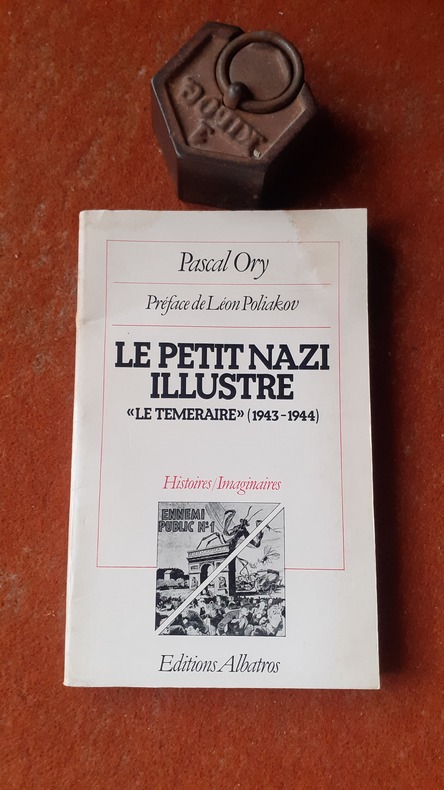 Pascal Ory
Préface de Léon Poliakov
LE PETIT NAZI
ILLUSTRE
«LE TEMERAIRE» (1943-1944)
Histoires/Imaginaires
ENNEMI
PUBLIC N°1
Editions Albatros